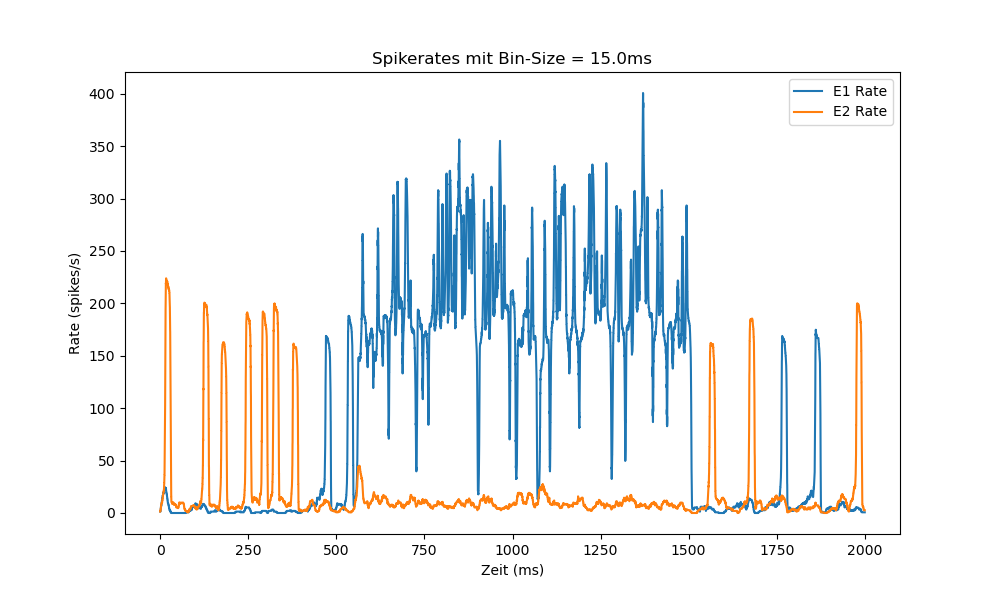 Spikerates mit Bin-Size = 15.0ms
E1 Rate
E2 Rate
Rate (spikes/s)
400
350
300
250
200
150
100
50
0
0 250 500 750 1000 1250 1500 1750 2000
Zeit (ms)